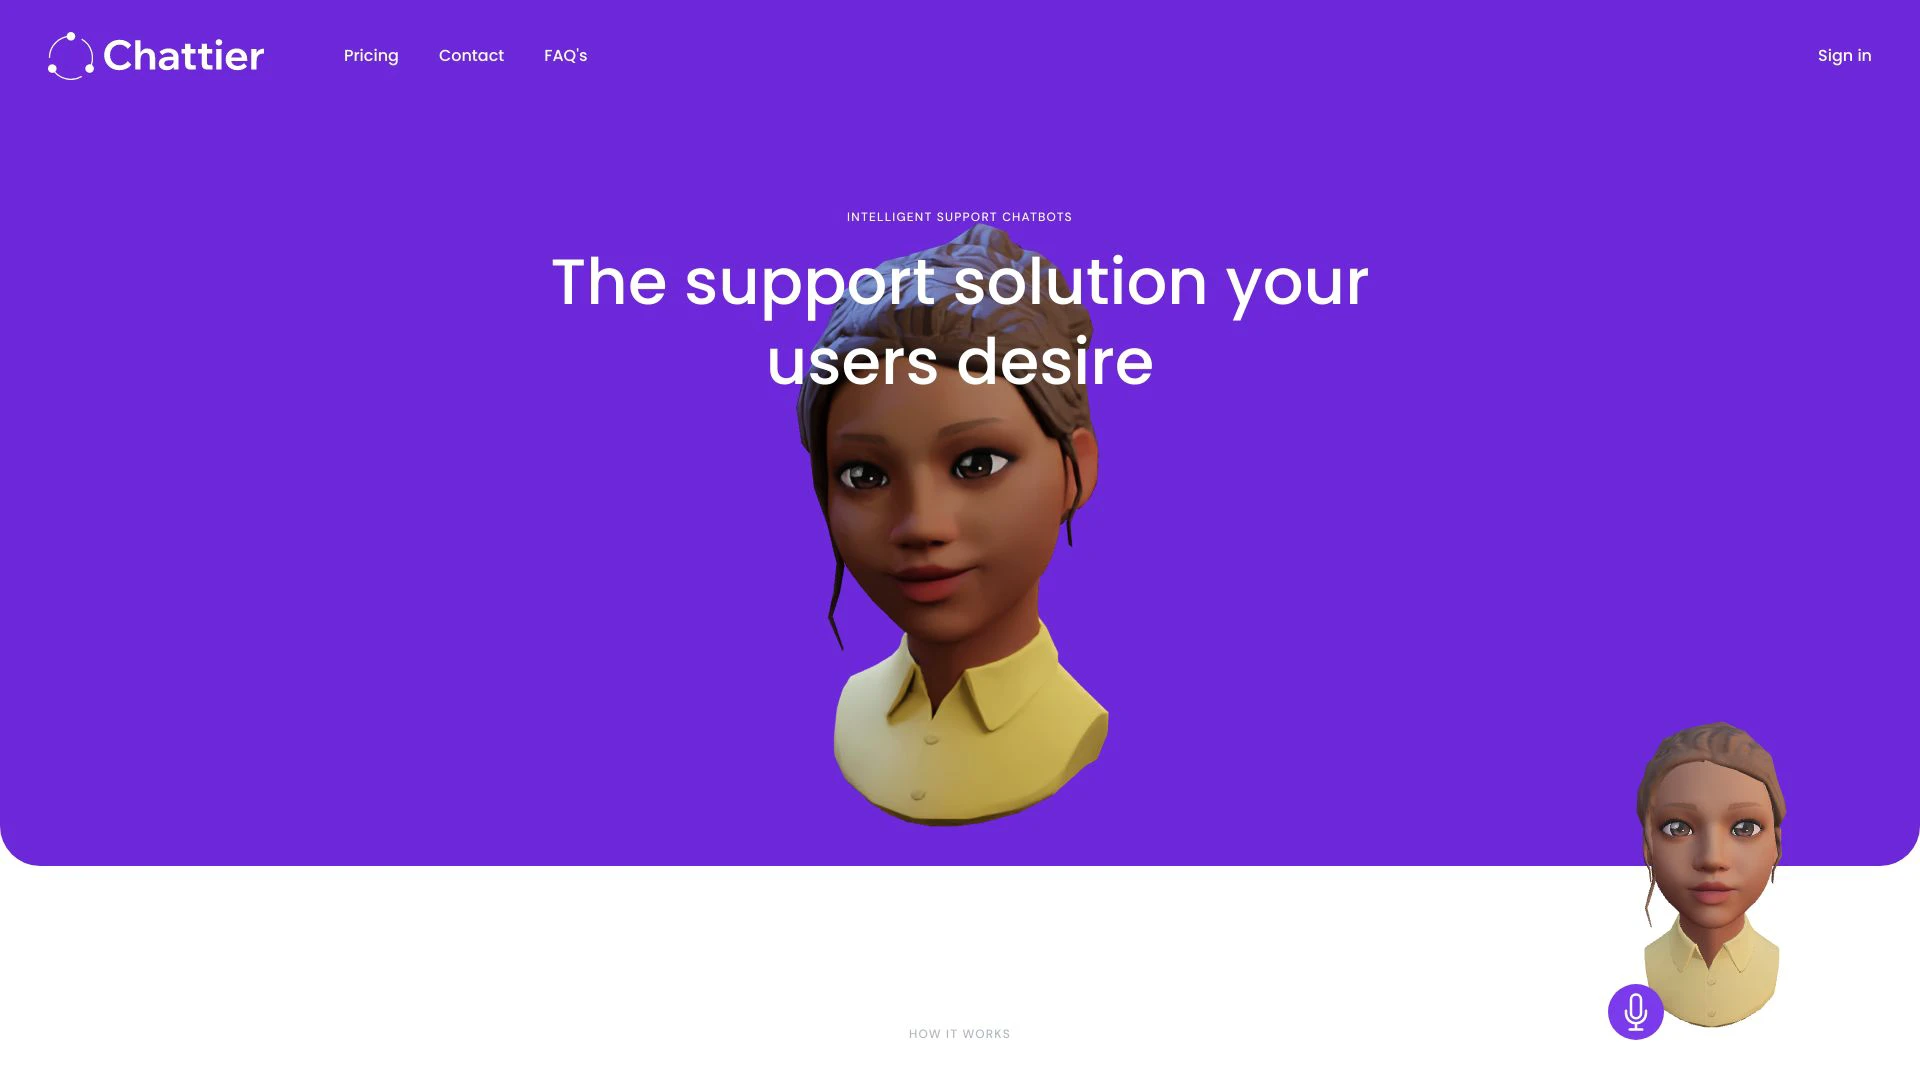 Chattier
Pricing
Contact
FAQ's
Sign in
INTELLIGENT SUPPORT CHATBOTS
The support solution your
users desire
HOW IT WORKS